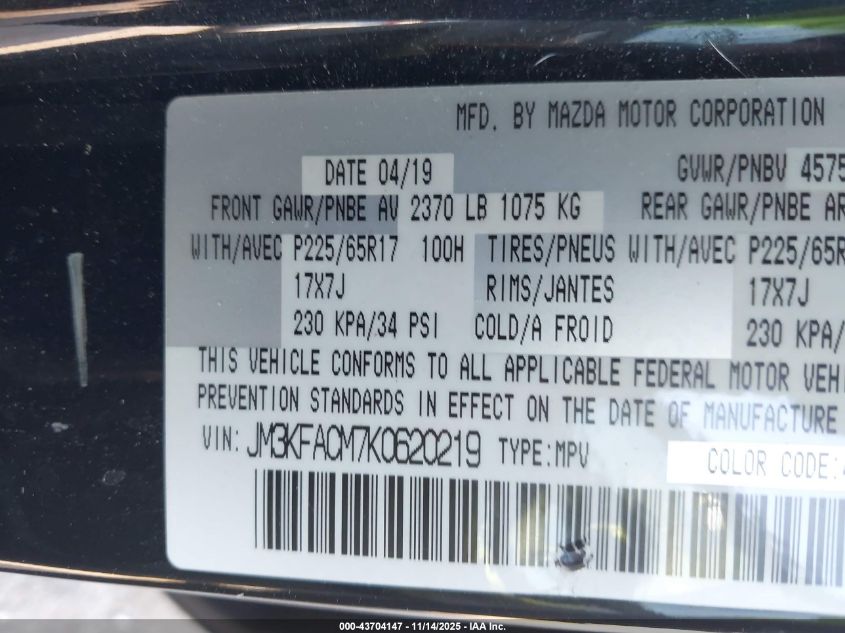 MFD. BY MAZDA MOTOR CORPORATION
DATE 04/19 GVWR/PNBV 4575
FRONT GAWR/PNBE AV 2370 LB 1075 KG REAR GAWR/PNBE AR
WITH/AVEC P225/65R17 100H TIRES/PNEUS WITH/AVEC P225/65R
17X7J RIMS/JANTES 17X7J
230 KPA/34 PSI COLD/A FROID 230 KPA/
THIS VEHICLE CONFORMS TO ALL APPLICABLE FEDERAL MOTOR VEHI
PREVENTION STANDARDS IN EFFECT ON THE DATE OF MANUFACTURE
VIN: JM3KFACM7K0620219 TYPE:MPV COLOR CODE:
000-43704147 - 11/14/2025 - IAA Inc.